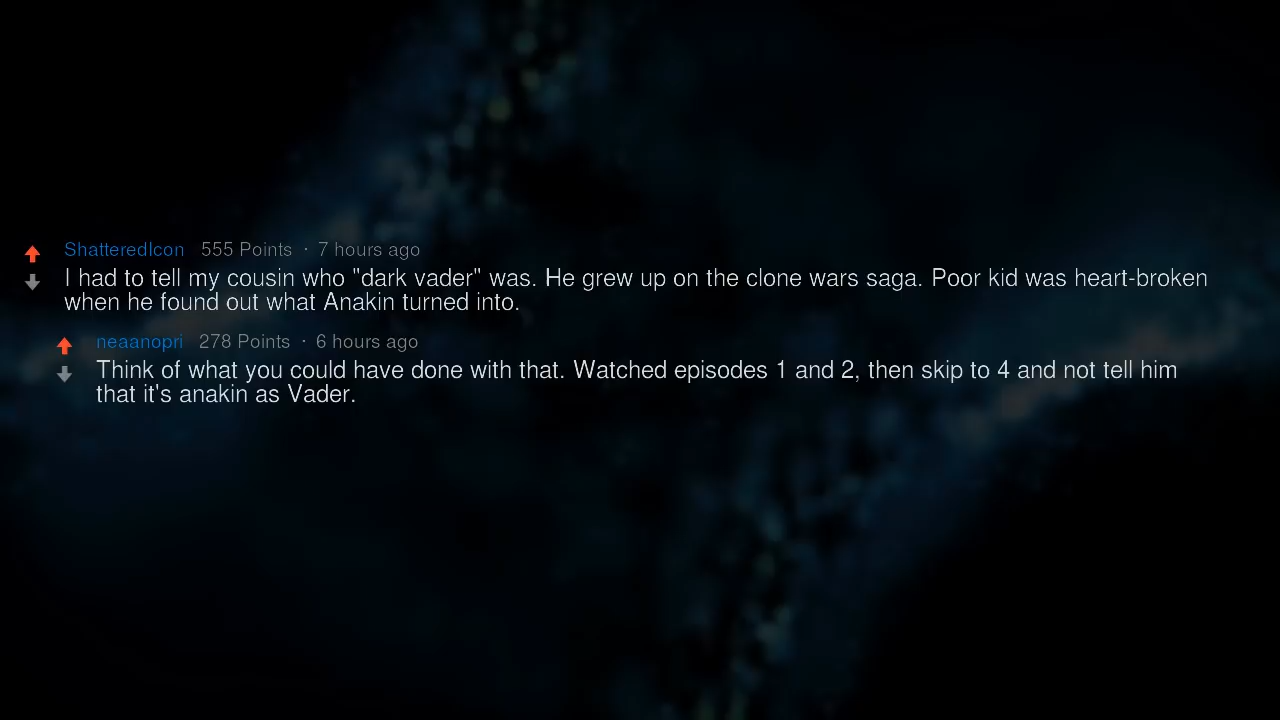 ShatteredIcon 555 Points · 7 hours ago
I had to tell my cousin who "dark vader" was. He grew up on the clone wars saga. Poor kid was heart-broken
when he found out what Anakin turned into.
neaanopri 278 Points · 6 hours ago
Think of what you could have done with that. Watched episodes 1 and 2, then skip to 4 and not tell him
that it's anakin as Vader.